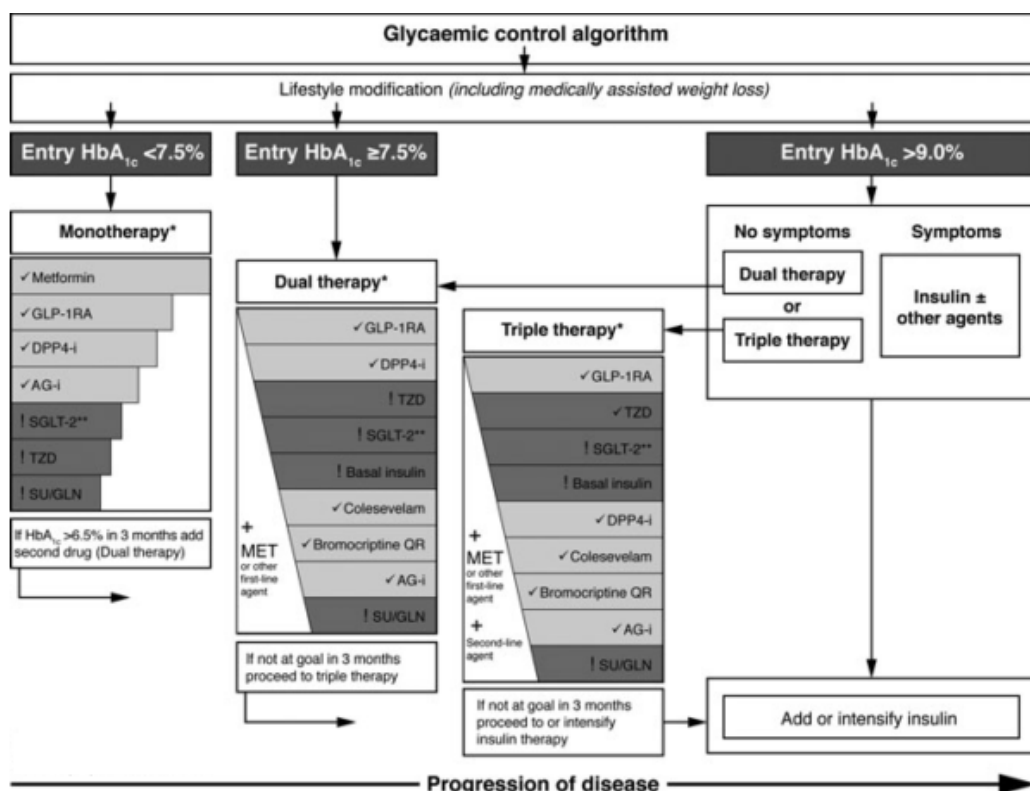 Glycaemic control algorithm
Lifestyle modification (including medically assisted weight loss)
Entry HbA1c <7.5%
Entry HbA1c ≥7.5%
Entry HbA1c >9.0%
Monotherapy*
✓Metformin
✓GLP-1RA
✓DPP4-i
✓AG-i
! SGLT-2**
! TZD
! SU/GLN
If HbA1c >6.5% in 3 months add
second drug (Dual therapy)
Dual therapy*
✓GLP-1RA
✓DPP4-i
! TZD
! SGLT-2**
! Basal insulin
✓Colesevelam
✓Bromocriptine QR
✓AG-i
! SU/GLN
+
MET
or other
first-line
agent
If not at goal in 3 months
proceed to triple therapy
Triple therapy*
✓GLP-1RA
✓TZD
! SGLT-2**
! Basal insulin
✓DPP4-i
✓Colesevelam
✓Bromocriptine QR
✓AG-i
! SU/GLN
+
MET
or other
first-line
agent
+
Second-line
agent
If not at goal in 3 months
proceed to or intensify
insulin therapy
No symptoms
Dual therapy
or
Triple therapy
Symptoms
Insulin ±
other agents
Add or intensify insulin
Progression of disease